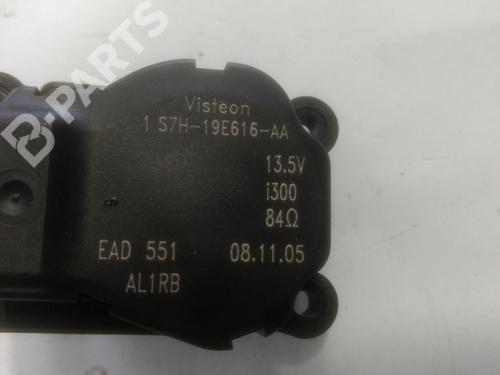 B-PARTS
Visteon
1 S7H-19E616-AA
13.5V
i300
84Ω
EAD 551 08.11.05
AL1RB